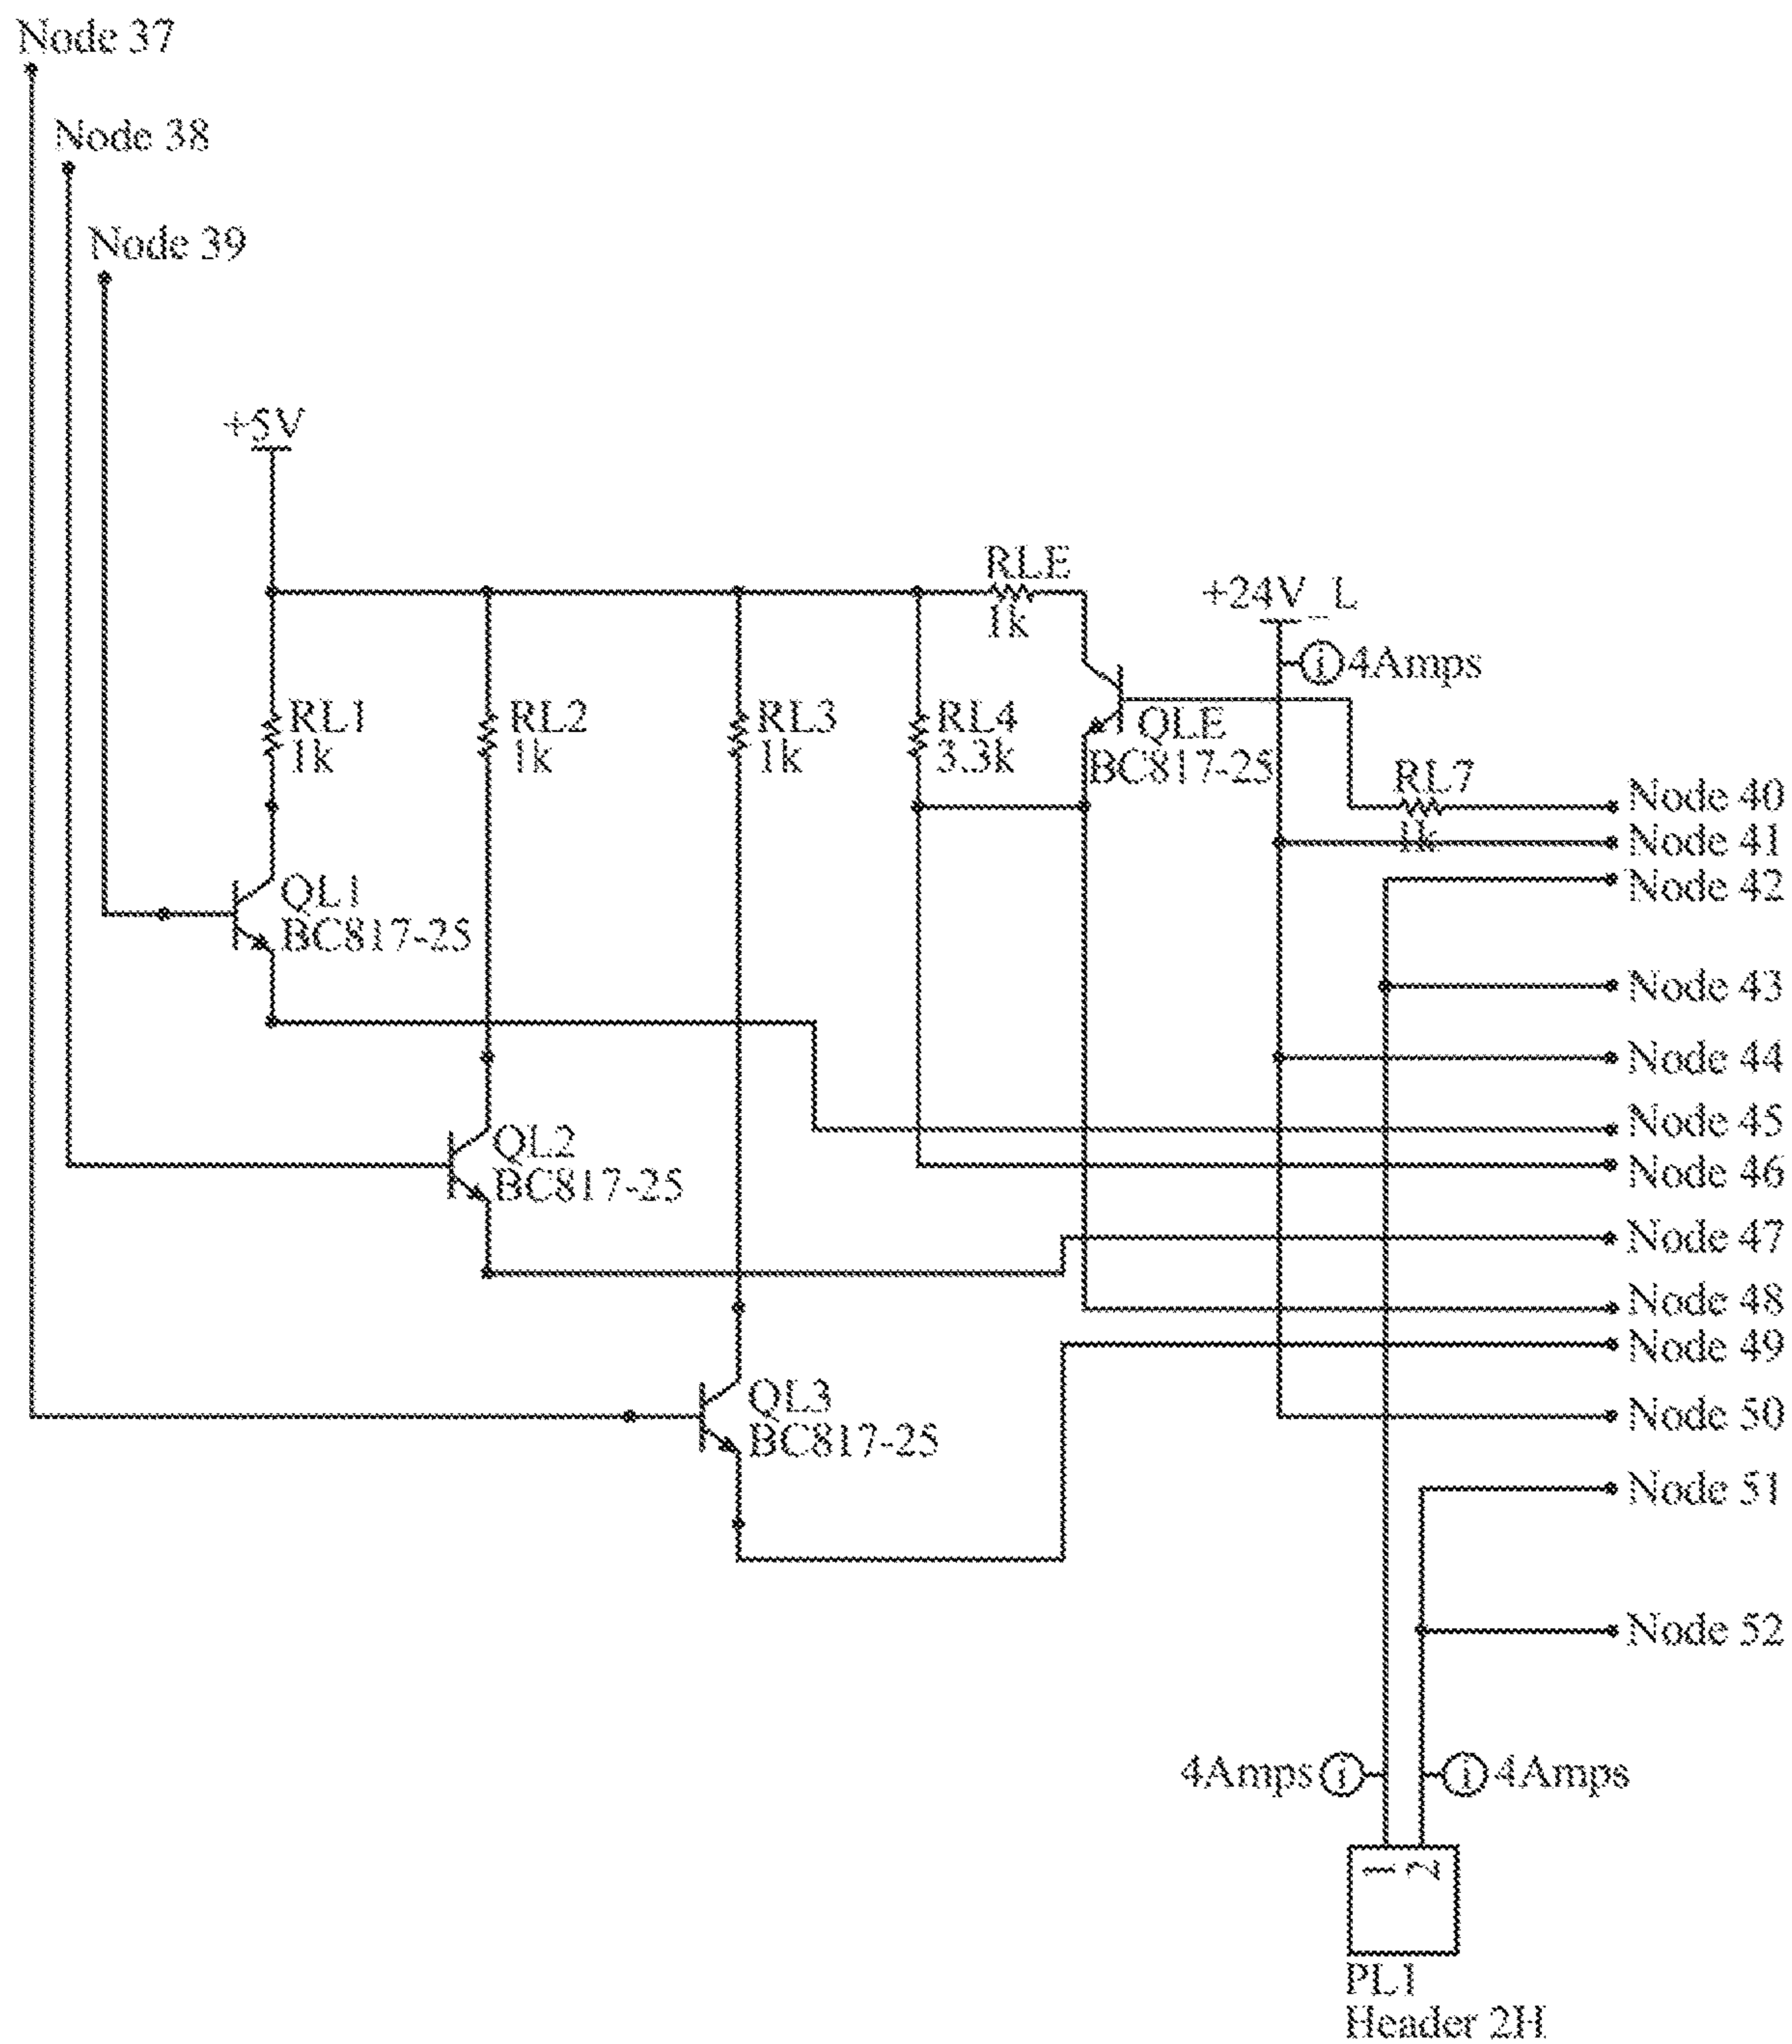 Node 37
Node 38
Node 39
+5V
RLE
1k
+24V_L
i 4Amps
RL1
1k
RL2
1k
RL3
1k
RL4
3.3k
QLE
BC817-25
RL7
1k
Node 40
Node 41
Node 42
QL1
BC817-25
Node 43
Node 44
Node 45
QL2
BC817-25
Node 46
Node 47
Node 48
Node 49
QL3
BC817-25
Node 50
Node 51
Node 52
4Amps i
i 4Amps
1 2
PL1
Header 2H